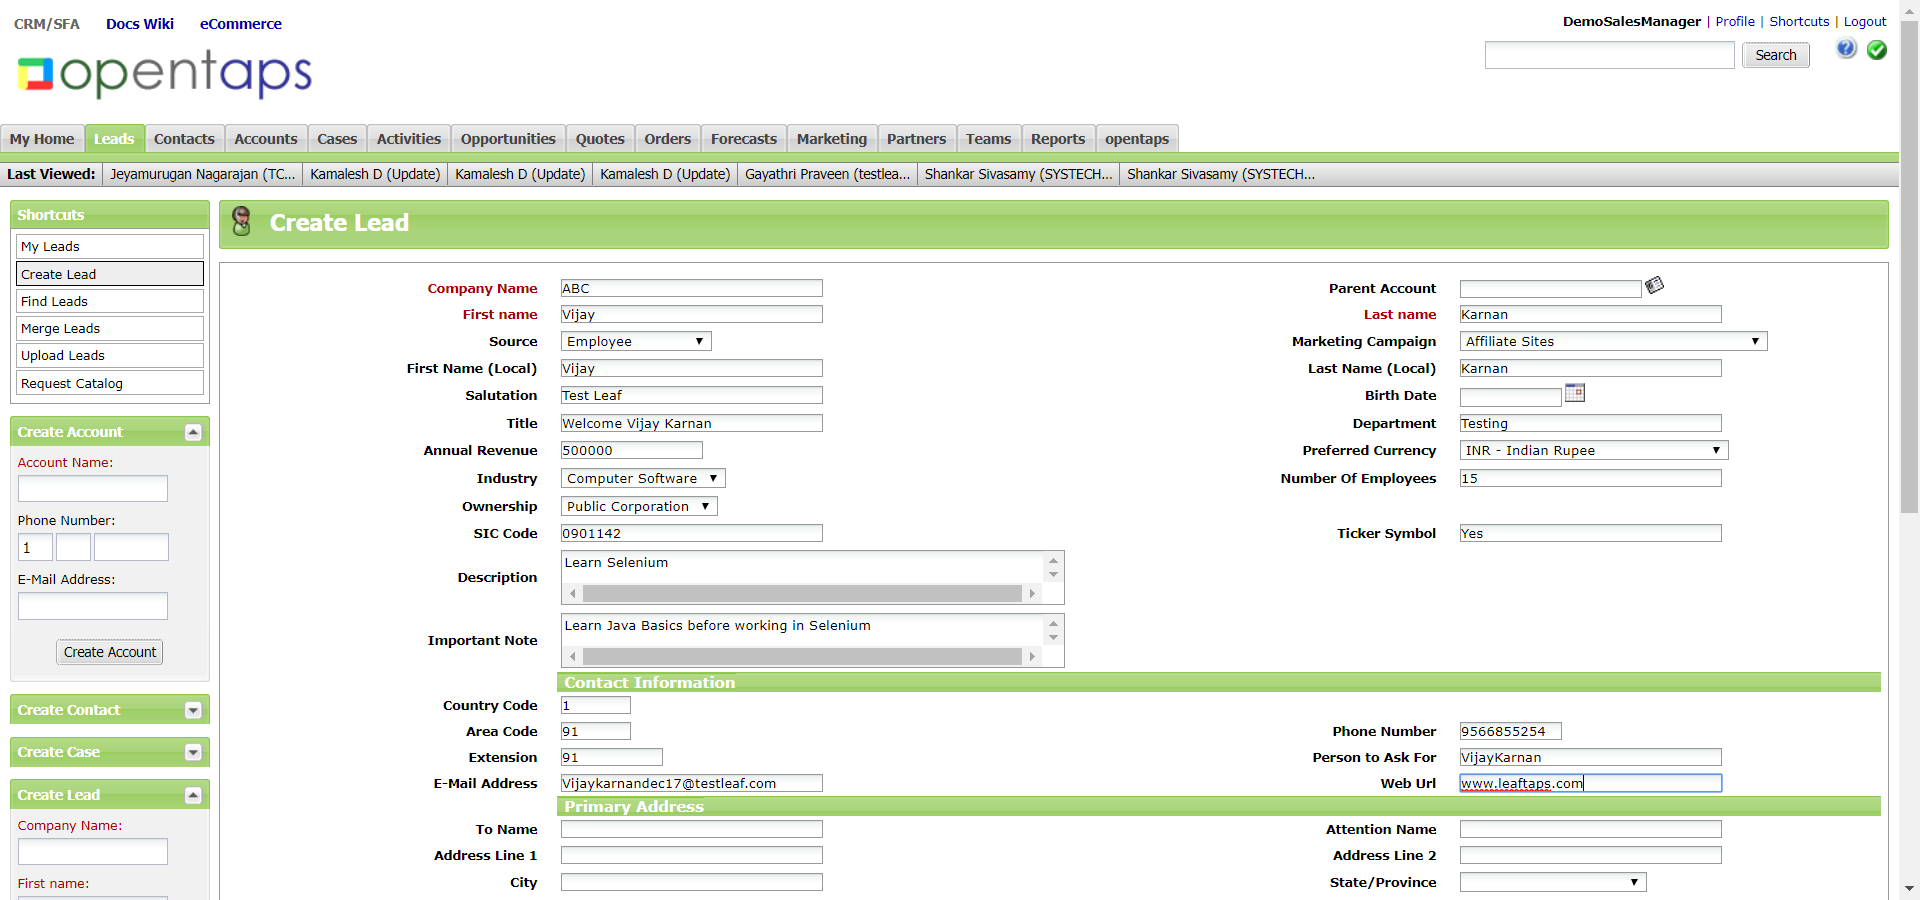 CRM/SFA Docs Wiki eCommerce
DemoSalesManager | Profile | Shortcuts | Logout
opentaps
Search
My Home Leads Contacts Accounts Cases Activities Opportunities Quotes Orders Forecasts Marketing Partners Teams Reports opentaps
Last Viewed: Jeyamurugan Nagarajan (TC... Kamalesh D (Update) Kamalesh D (Update) Kamalesh D (Update) Gayathri Praveen (testlea... Shankar Sivasamy (SYSTECH... Shankar Sivasamy (SYSTECH...
Shortcuts
My Leads
Create Lead
Find Leads
Merge Leads
Upload Leads
Request Catalog
Create Account
Account Name:
Phone Number:
1
E-Mail Address:
Create Account
Create Contact
Create Case
Create Lead
Company Name:
First name:
Create Lead
Company Name ABC Parent Account
First name Vijay Last name Karnan
Source Employee Marketing Campaign Affiliate Sites
First Name (Local) Vijay Last Name (Local) Karnan
Salutation Test Leaf Birth Date
Title Welcome Vijay Karnan Department Testing
Annual Revenue 500000 Preferred Currency INR - Indian Rupee
Industry Computer Software Number Of Employees 15
Ownership Public Corporation
SIC Code 0901142 Ticker Symbol Yes
Description Learn Selenium
Important Note Learn Java Basics before working in Selenium
Contact Information
Country Code 1
Area Code 91 Phone Number 9566855254
Extension 91 Person to Ask For VijayKarnan
E-Mail Address Vijaykarnandec17@testleaf.com Web Url www.leaftaps.com
Primary Address
To Name Attention Name
Address Line 1 Address Line 2
City State/Province